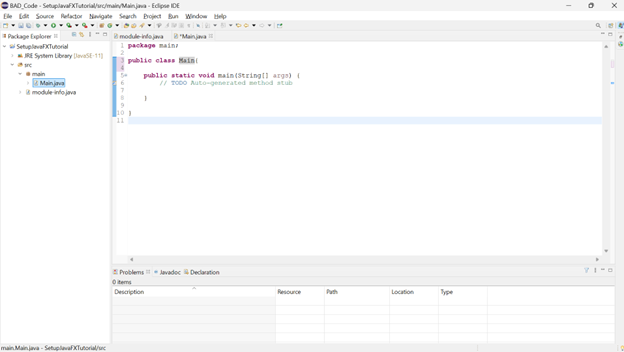 BAD_Code - SetupJavaFXTutorial/src/main/Main.java - Eclipse IDE
File Edit Source Refactor Navigate Search Project Run Window Help
Package Explorer
SetupJavaFXTutorial
JRE System Library [JavaSE-11]
src
main
Main.java
module-info.java
module-info.java *Main.java
1 package main;
2
3 public class Main{
4
5 public static void main(String[] args) {
6 // TODO Auto-generated method stub
7
8 }
9
10 }
11
Problems Javadoc Declaration
0 items
Description Resource Path Location Type
main.Main.java - SetupJavaFXTutorial/src